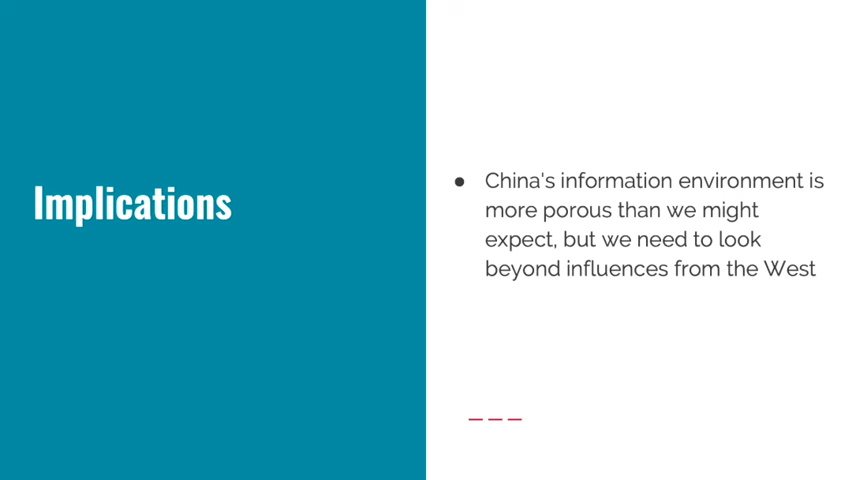 Implications
● China's information environment is
more porous than we might
expect, but we need to look
beyond influences from the West